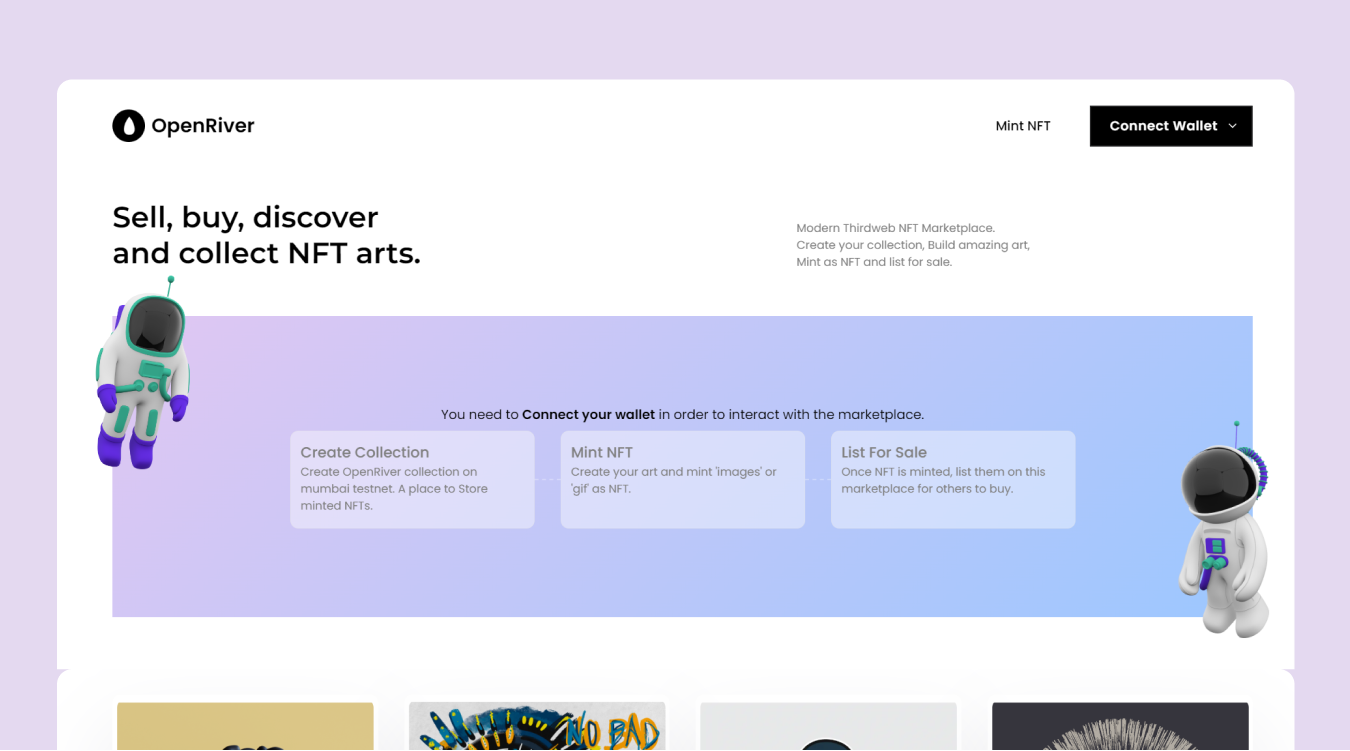 OpenRiver
Mint NFT
Connect Wallet
Sell, buy, discover
and collect NFT arts.
Modern Thirdweb NFT Marketplace.
Create your collection, Build amazing art,
Mint as NFT and list for sale.
You need to Connect your wallet in order to interact with the marketplace.
Create Collection
Create OpenRiver collection on
mumbai testnet. A place to Store
minted NFTs.
Mint NFT
Create your art and mint 'images' or
'gif' as NFT.
List For Sale
Once NFT is minted, list them on this
marketplace for others to buy.
NO BAD